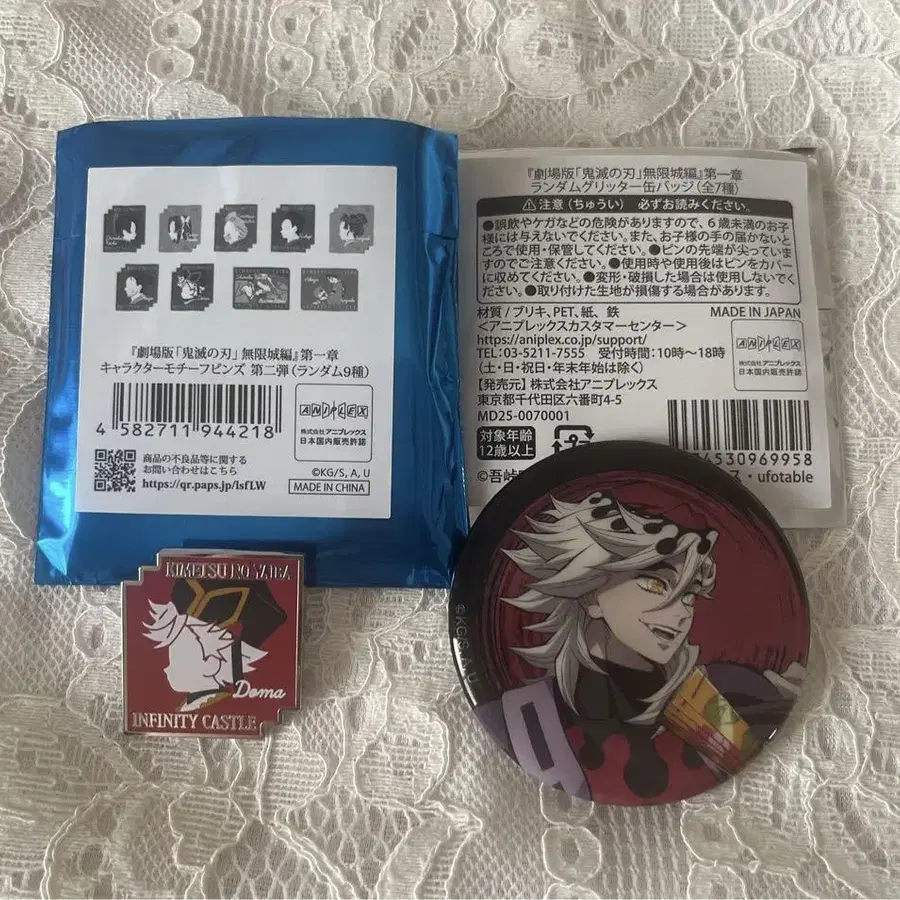 『劇場版「鬼滅の刃」無限城編』第一章
キャラクターモチーフピンズ 第二弾(ランダム9種)
4 582711 944218
ANIPLEX
株式会社アニプレックス
日本国内販売許諾
商品の不良品等に関する
お問い合わせはこちら
https://qr.paps.jp/lsfLW
©KG/S, A, U
MADE IN CHINA
『劇場版「鬼滅の刃」無限城編』第一章
ランダムグリッター缶バッジ(全7種)
注意(ちゅうい) 必ずお読みください。
●誤飲やケガなどの危険がありますので、6歳未満のお子
様には与えないでください。また、お子様の手の届かないと
ころで使用・保管してください。●ピンの先端が尖っていま
すのでご注意ください。●使用時や使用後はピンをカバー
に収めてください。●変形・破損した場合は使用しないでく
ださい。●取り付けた生地が損傷する場合があります。
材質/ブリキ、PET、紙、鉄
MADE IN JAPAN
<アニプレックスカスタマーセンター>
https://aniplex.co.jp/support/
TEL:03-5211-7555 受付時間:10時～18時
(土・日・祝日・年末年始は除く)
【発売元】株式会社アニプレックス
東京都千代田区六番町4-5
MD25-0070001
ANIPLEX
株式会社アニプレックス
日本国内販売許諾
対象年齢
12歳以上
4530969958
©吾峠
・ufotable
KIMETSU NO YAIBA
Doma
INFINITY CASTLE
©KG/S, A, U